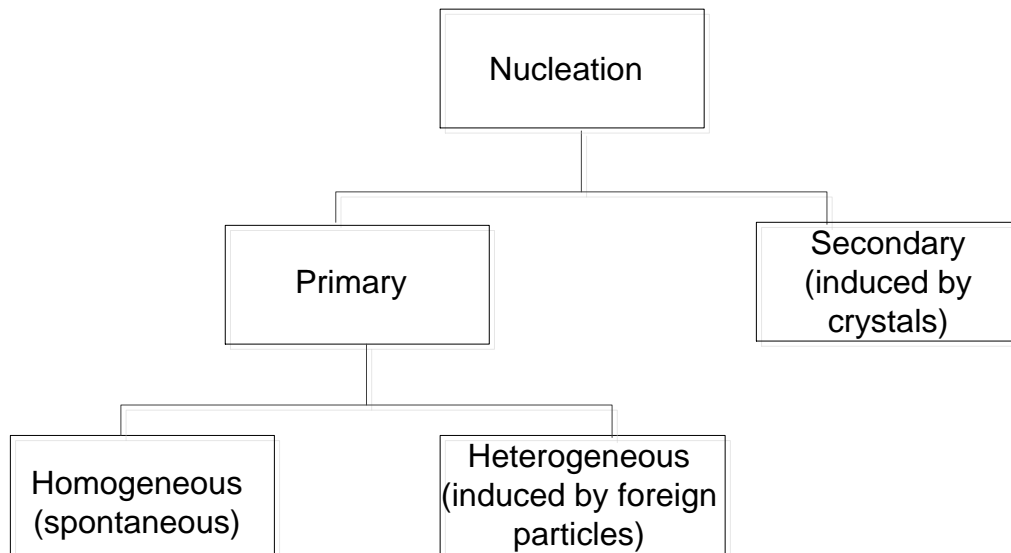 Nucleation
Primary
Secondary
(induced by
crystals)
Homogeneous
(spontaneous)
Heterogeneous
(induced by foreign
particles)